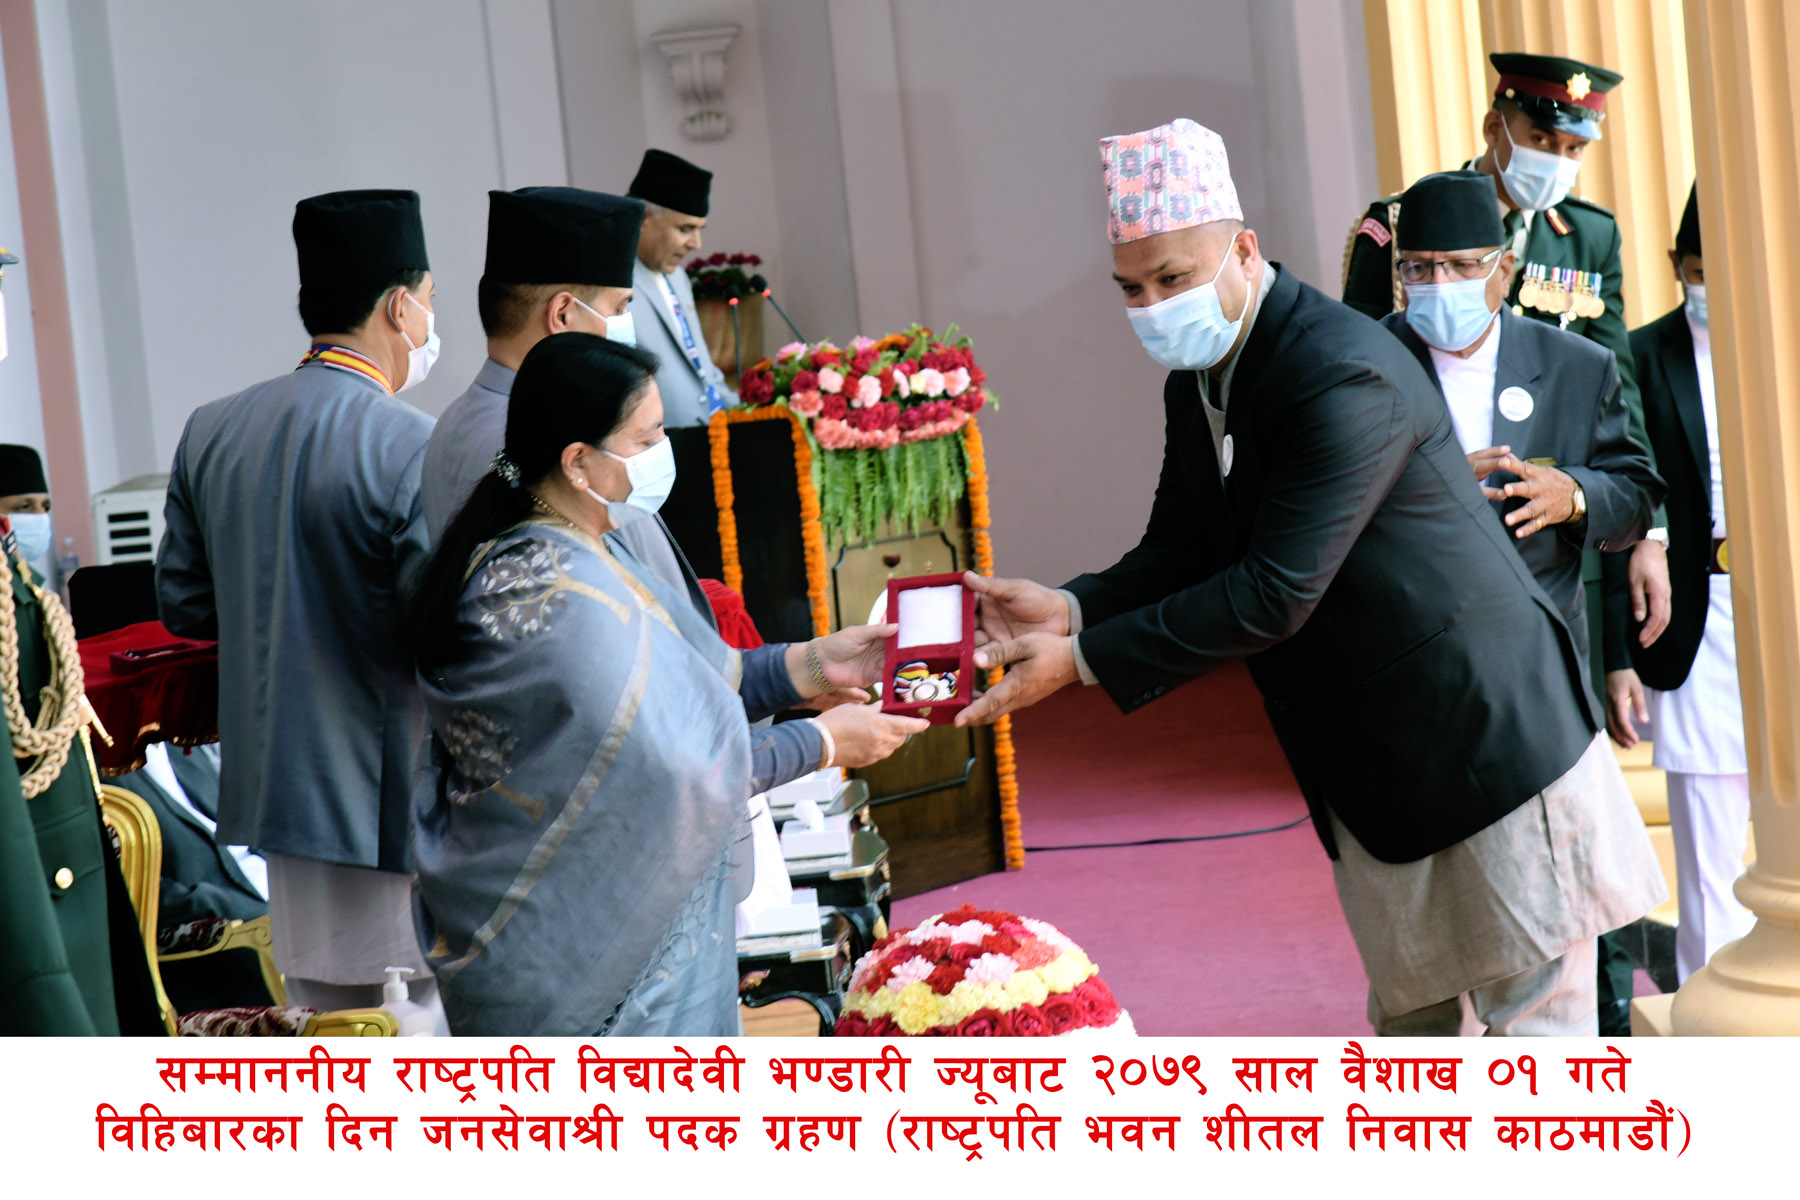 सम्माननीय राष्ट्रपति विद्यादेवी भण्डारी ज्यूबाट २०७९ साल वैशाख ०१ गते
विहिबारका दिन जनसेवाश्री पदक ग्रहण (राष्ट्रपति भवन शीतल निवास काठमाडौं)